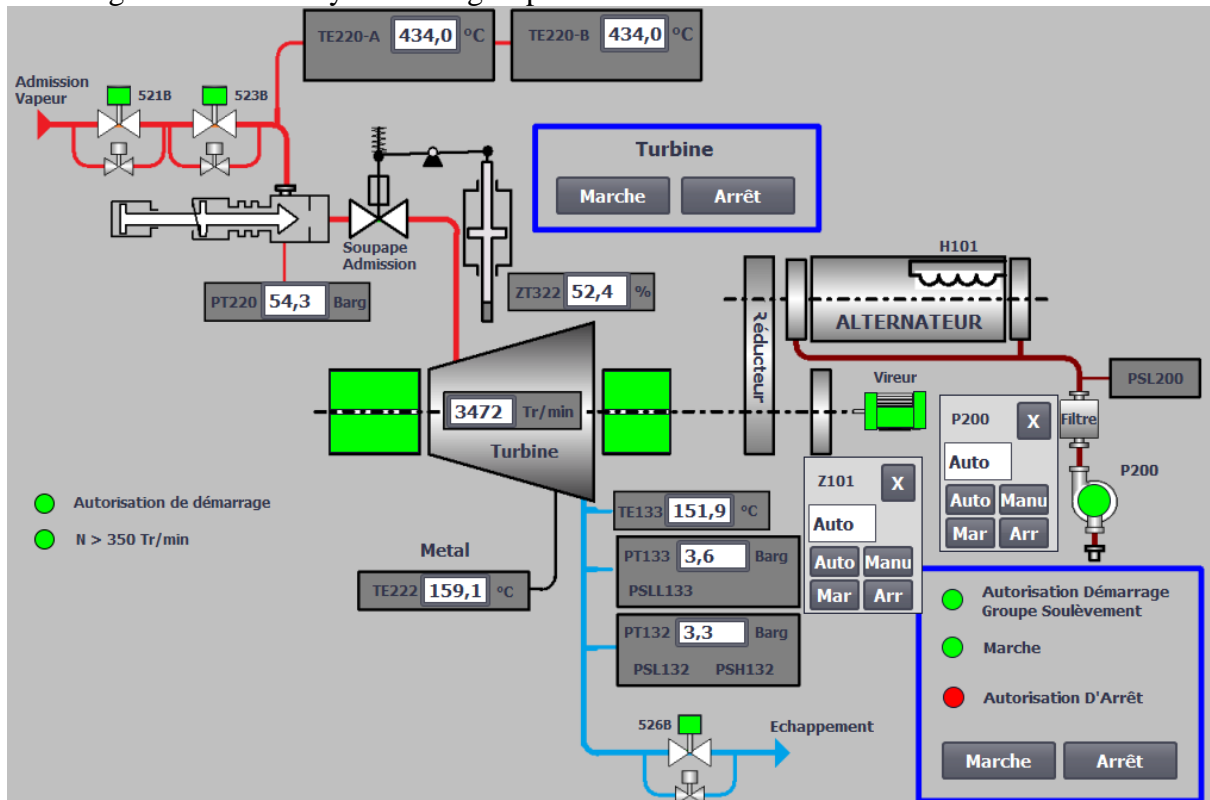 TE220-A 434,0 °C
TE220-B 434,0 °C
Admission
Vapeur
521B
523B
Turbine
Marche Arrêt
Soupape
Admission
PT220 54,3 Barg
ZT322 52,4 %
H101
ALTERNATEUR
Réducteur
Vireur
PSL200
3472 Tr/min
Turbine
P200 X
Auto
Auto Manu
Mar Arr
Filtre
P200
Z101 X
Auto
Auto Manu
Mar Arr
Autorisation de démarrage
N > 350 Tr/min
Metal
TE222 159,1 °C
TE133 151,9 °C
PT133 3,6 Barg
PSLL133
PT132 3,3 Barg
PSL132 PSH132
526B
Echappement
Autorisation Démarrage
Groupe Soulèvement
Marche
Autorisation D'Arrêt
Marche Arrêt